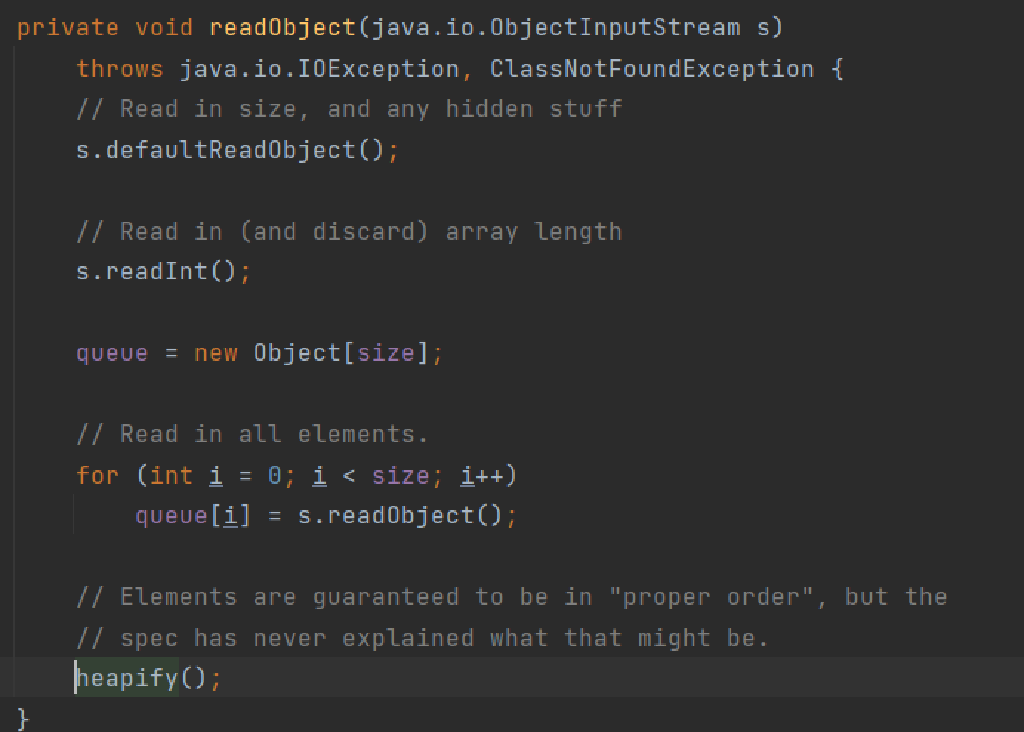 private void readObject(java.io.ObjectInputStream s)
    throws java.io.IOException, ClassNotFoundException {
    // Read in size, and any hidden stuff
    s.defaultReadObject();
    // Read in (and discard) array length
    s.readInt();
    queue = new Object[size];
    // Read in all elements.
    for (int i = 0; i < size; i++)
        queue[i] = s.readObject();
    // Elements are guaranteed to be in "proper order", but the
    // spec has never explained what that might be.
    heapify();
}